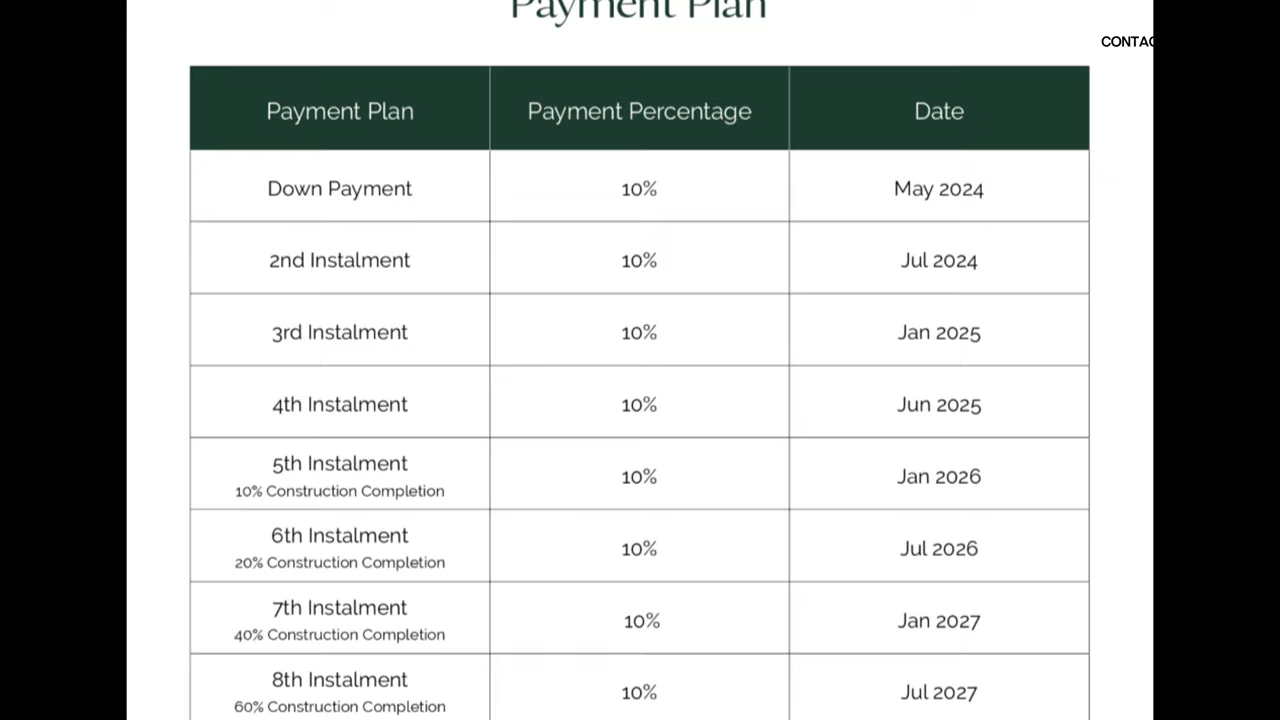 Payment Plan
CONTAC
Payment Plan Payment Percentage Date
Down Payment 10% May 2024
2nd Instalment 10% Jul 2024
3rd Instalment 10% Jan 2025
4th Instalment 10% Jun 2025
5th Instalment
10% Construction Completion
10% Jan 2026
6th Instalment
20% Construction Completion
10% Jul 2026
7th Instalment
40% Construction Completion
10% Jan 2027
8th Instalment
60% Construction Completion
10% Jul 2027